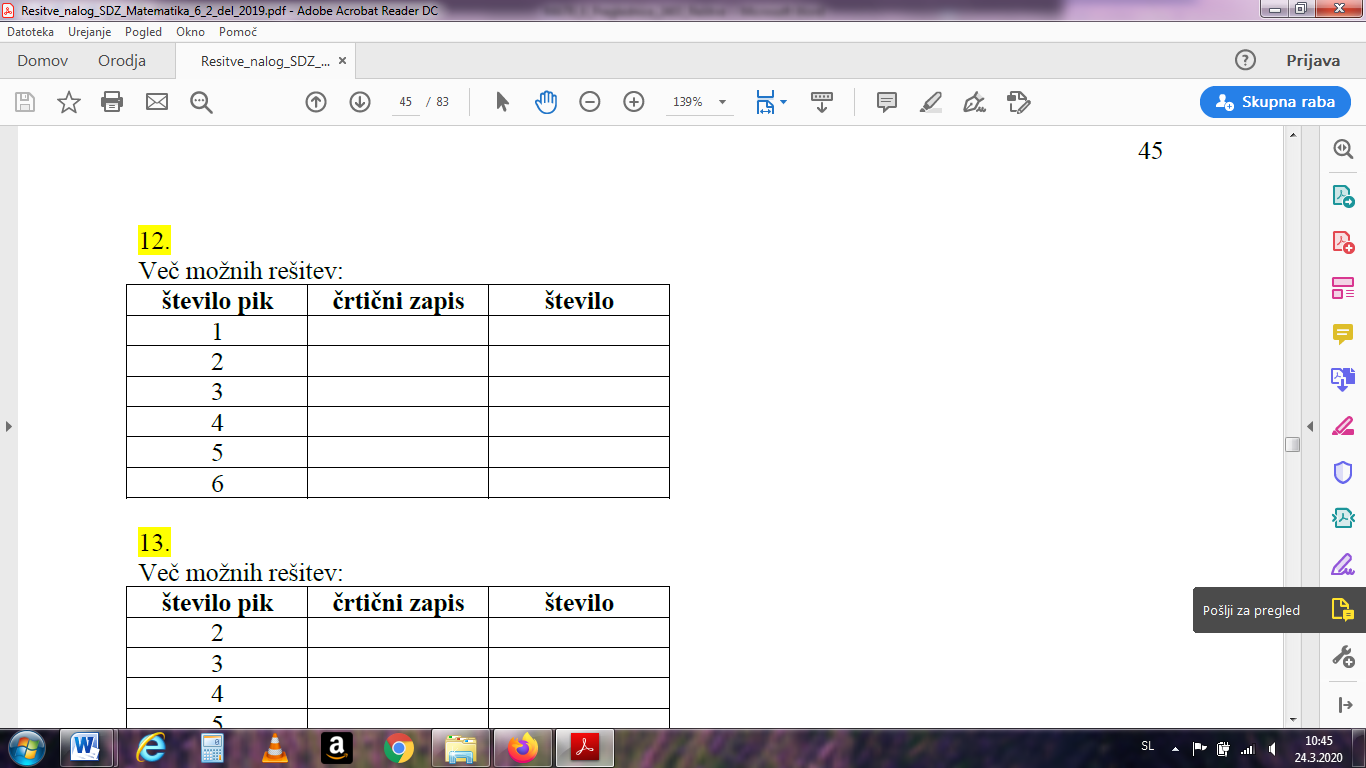 Resitve_nalog_SDZ_Matematika_6_2_del_2019.pdf - Adobe Acrobat Reader DC
Datoteka Urejanje Pogled Okno Pomoč
Domov Orodja Resitve_nalog_SDZ_... × Prijava
45 / 83 139% Skupna raba
45
12.
Več možnih rešitev:
število pik črtični zapis število
1
2
3
4
5
6
13.
Več možnih rešitev:
število pik črtični zapis število
2
3
4
5
Pošlji za pregled
SL 10:45
24.3.2020